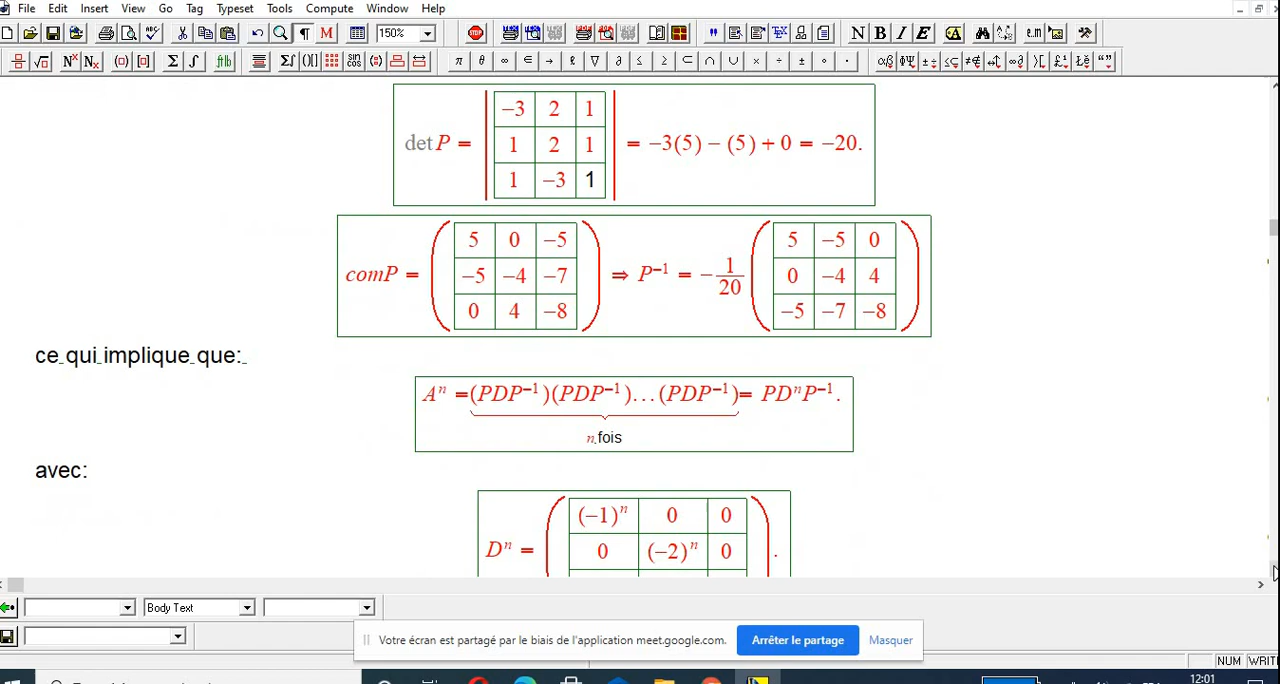 File Edit Insert View Go Tag Typeset Tools Compute Window Help
150%
N B I E
det P = | −3 2 1 | = −3(5) − (5) + 0 = −20.
1 2 1
1 −3 1
comP = ( 5 0 −5 ) ⇒ P⁻¹ = − 1/20 ( 5 −5 0 )
−5 −4 −7 0 −4 4
0 4 −8 −5 −7 −8
ce qui implique que:
Aⁿ =(PDP⁻¹)(PDP⁻¹)…(PDP⁻¹)= PDⁿP⁻¹.
n fois
avec:
Dⁿ = ( (−1)ⁿ 0 0 ) .
0 (−2)ⁿ 0
Body Text
Votre écran est partagé par le biais de l'application meet.google.com. Arrêter le partage Masquer
NUM WRIT
12:01